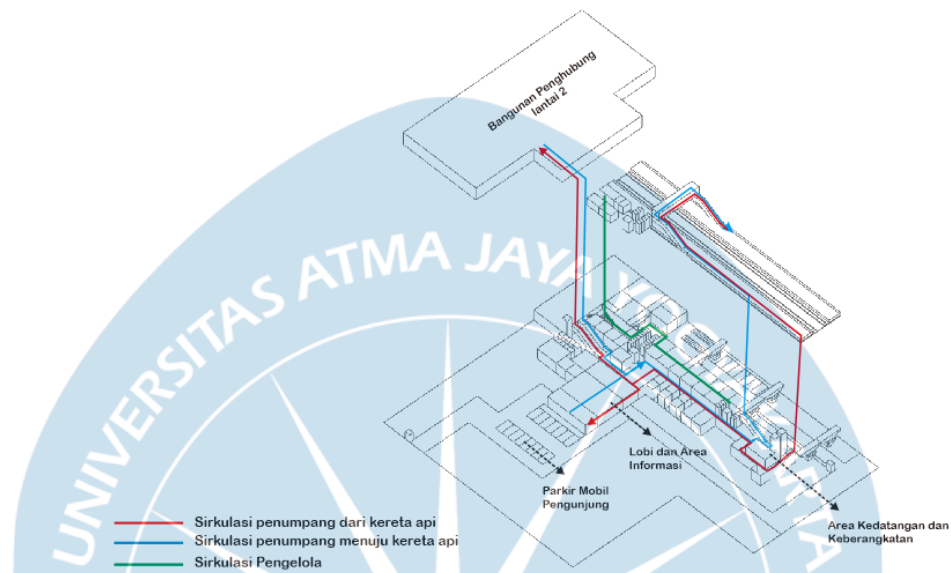 Bangunan Penghubung
lantai 2
UNIVERSITAS ATMA JAYA
Lobi dan Area
Informasi
Parkir Mobil
Pengunjung
Area Kedatangan dan
Keberangkatan
Sirkulasi penumpang dari kereta api
Sirkulasi penumpang menuju kereta api
Sirkulasi Pengelola